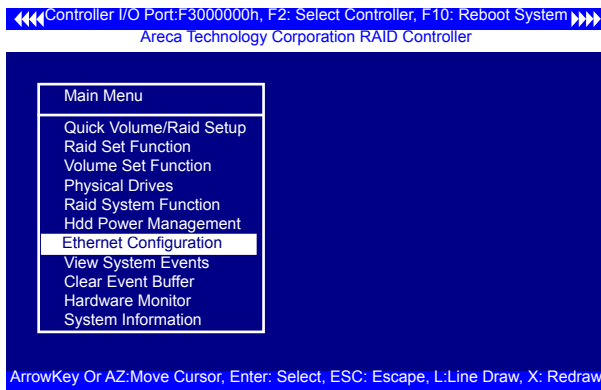 Controller I/O Port:F3000000h, F2: Select Controller, F10: Reboot System
Areca Technology Corporation RAID Controller
Main Menu
Quick Volume/Raid Setup
Raid Set Function
Volume Set Function
Physical Drives
Raid System Function
Hdd Power Management
Ethernet Configuration
View System Events
Clear Event Buffer
Hardware Monitor
System Information
ArrowKey Or AZ:Move Cursor, Enter: Select, ESC: Escape, L:Line Draw, X: Redraw